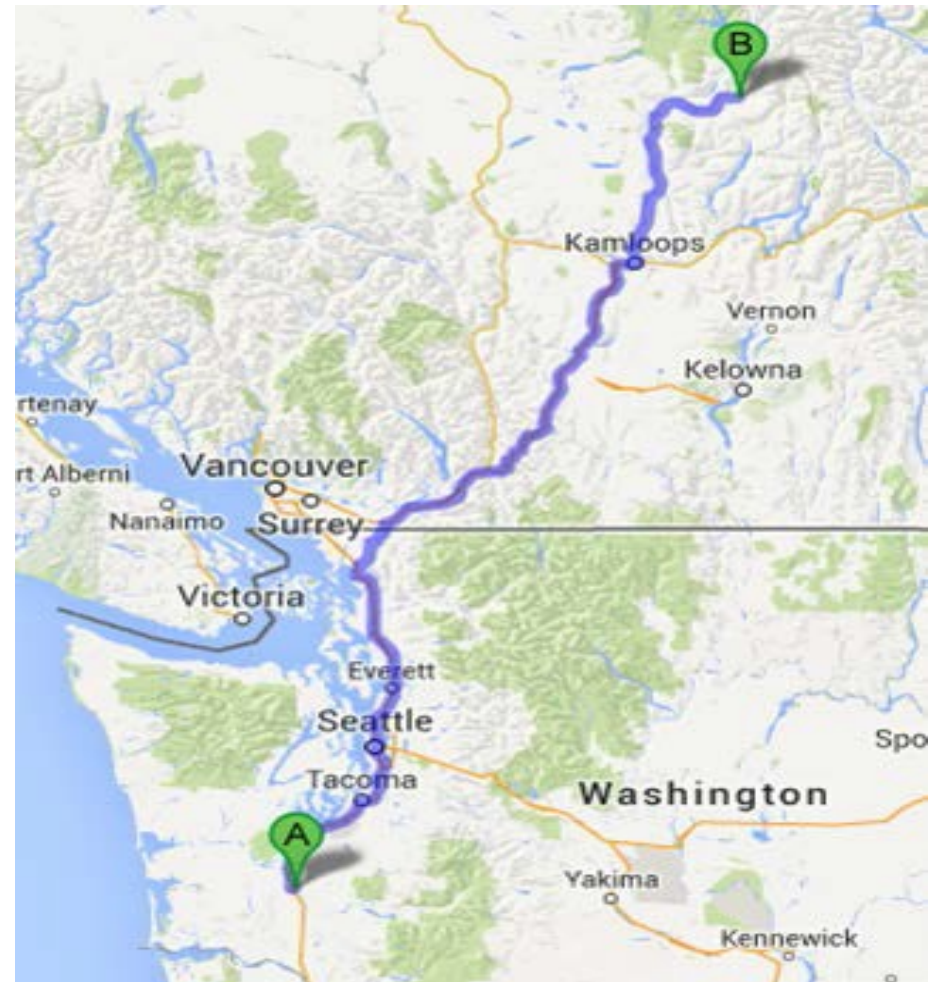 B
Kamloops
Vernon
Kelowna
rtenay
Vancouver
rt Alberni
Surrey
Nanaimo
Victoria
Everett
Seattle
Spo
Tacoma
Washington
A
Yakima
Kennewick